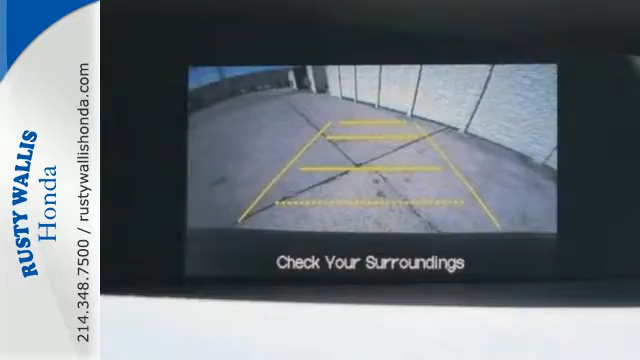 RUSTY WALLIS
Honda
214.348.7500 / rustywallishonda.com
Check Your Surroundings